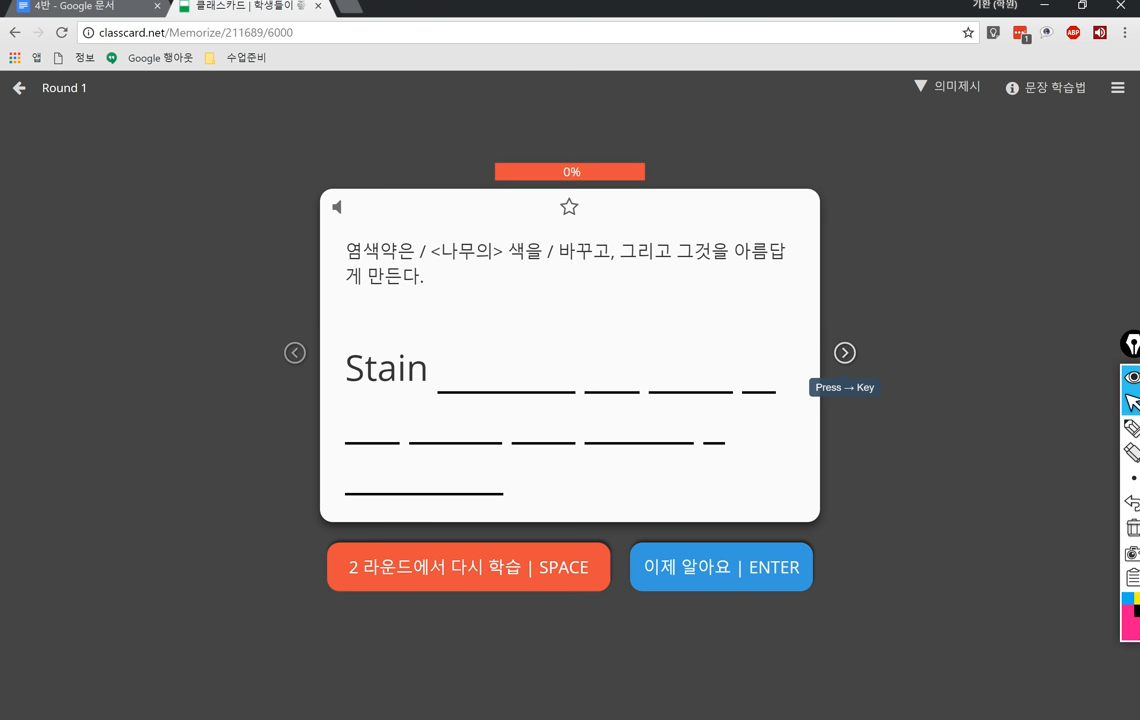 4반 - Google 문서
클래스카드 | 학생들이 좋
기환 (학원)
classcard.net/Memorize/211689/6000
ABP
1
앱
정보
Google 행아웃
수업준비
Round 1
의미제시
문장 학습법
0%
염색약은 / <나무의> 색을 / 바꾸고, 그리고 그것을 아름답
게 만든다.
Stain
Press → Key
2 라운드에서 다시 학습 | SPACE
이제 알아요 | ENTER